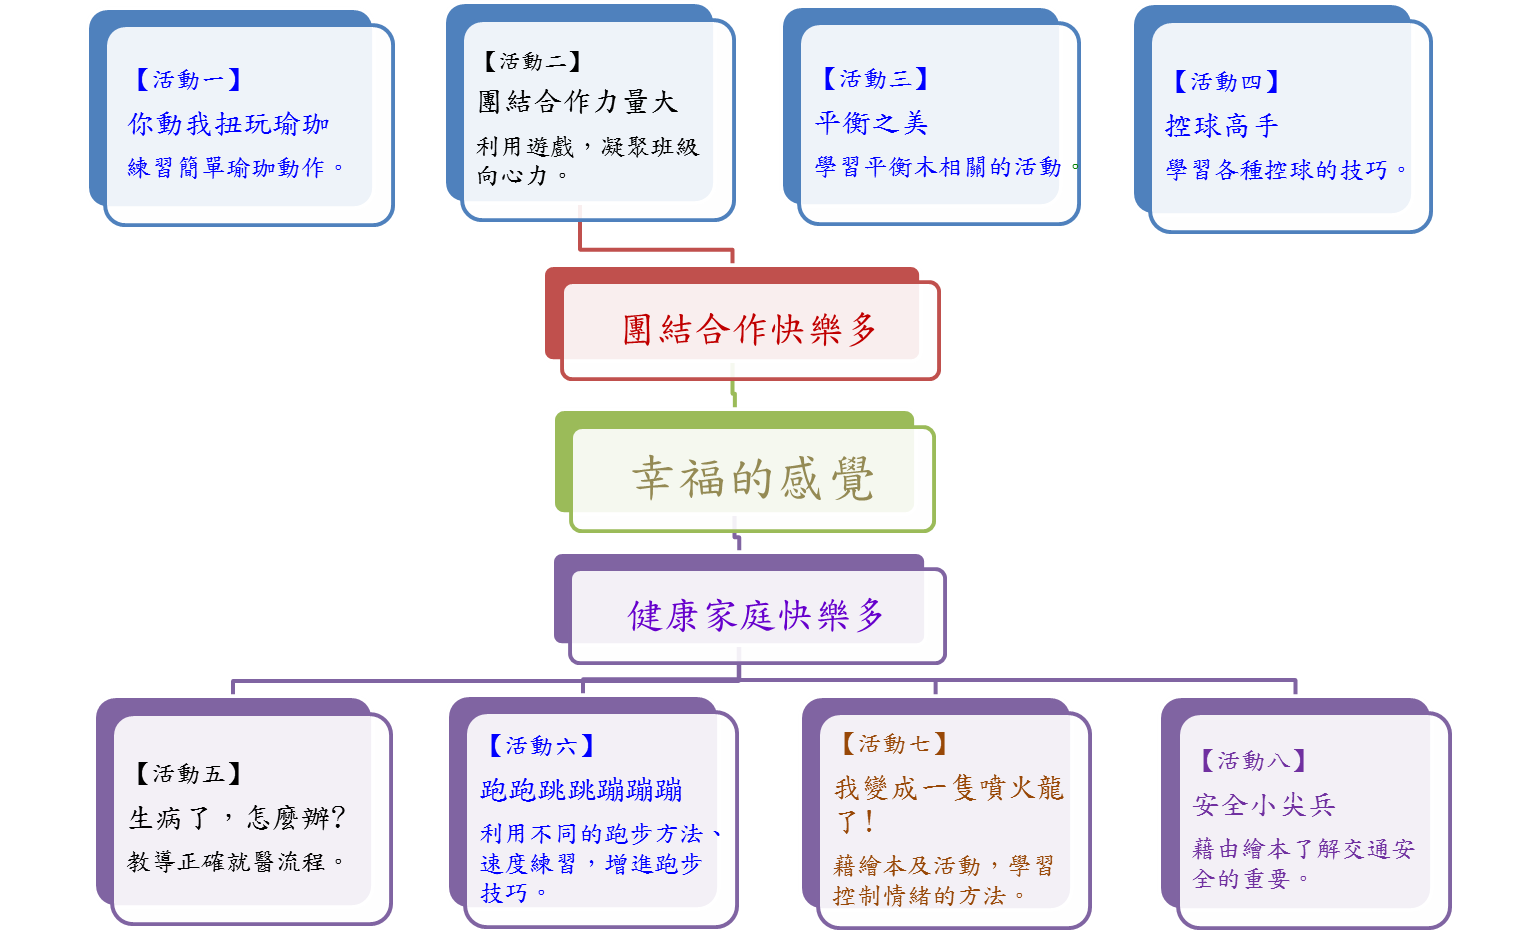 【活動一】
你動我扭玩瑜珈
練習簡單瑜珈動作。
【活動二】
團結合作力量大
利用遊戲，凝聚班級
向心力。
【活動三】
平衡之美
學習平衡木相關的活動。
【活動四】
控球高手
學習各種控球的技巧。
團結合作快樂多
幸福的感覺
健康家庭快樂多
【活動五】
生病了，怎麼辦?
教導正確就醫流程。
【活動六】
跑跑跳跳蹦蹦蹦
利用不同的跑步方法、
速度練習，增進跑步
技巧。
【活動七】
我變成一隻噴火龍
了!
藉繪本及活動，學習
控制情緒的方法。
【活動八】
安全小尖兵
藉由繪本了解交通安
全的重要。